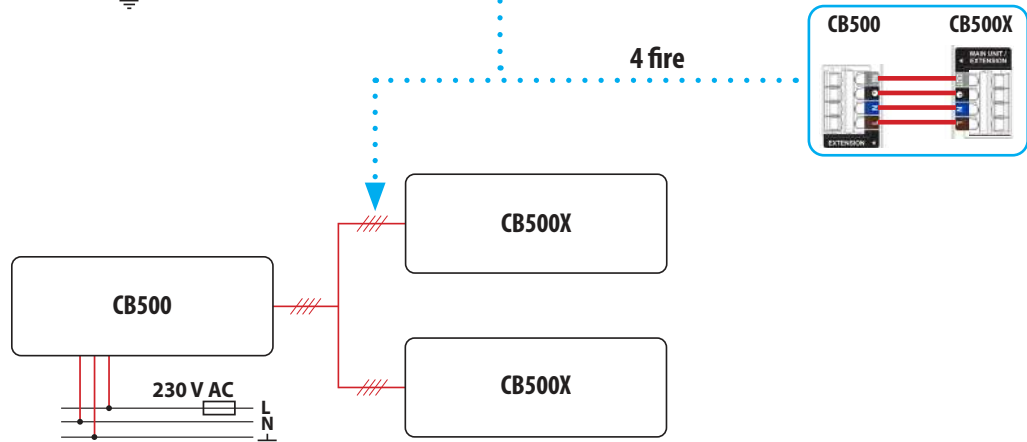 CB500 CB500X
4 fire
MAIN UNIT /
EXTENSION
N N
L
EXTENSION
CB500X
CB500
230 V AC
L
N
CB500X